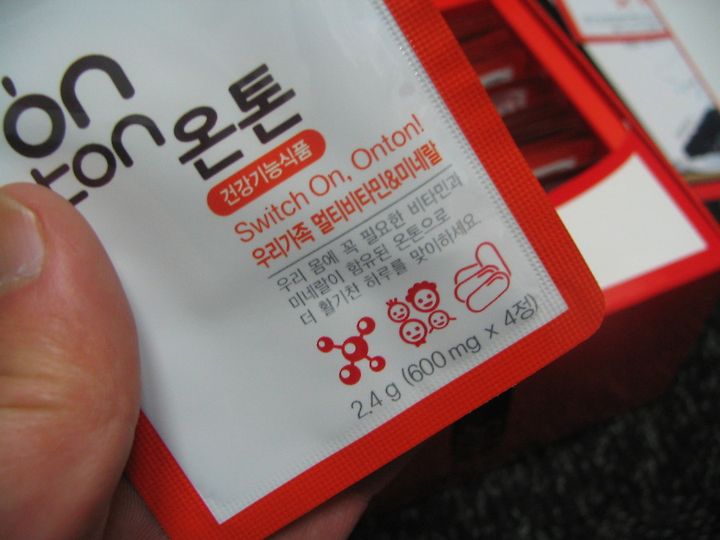 on
ton 온톤
건강기능식품
Switch On, Onton!
우리가족 멀티비타민&미네랄
우리 몸에 꼭 필요한 비타민과
미네랄이 함유된 온톤으로
더 활기찬 하루를 맞이하세요.
2.4 g (600 mg x 4정)